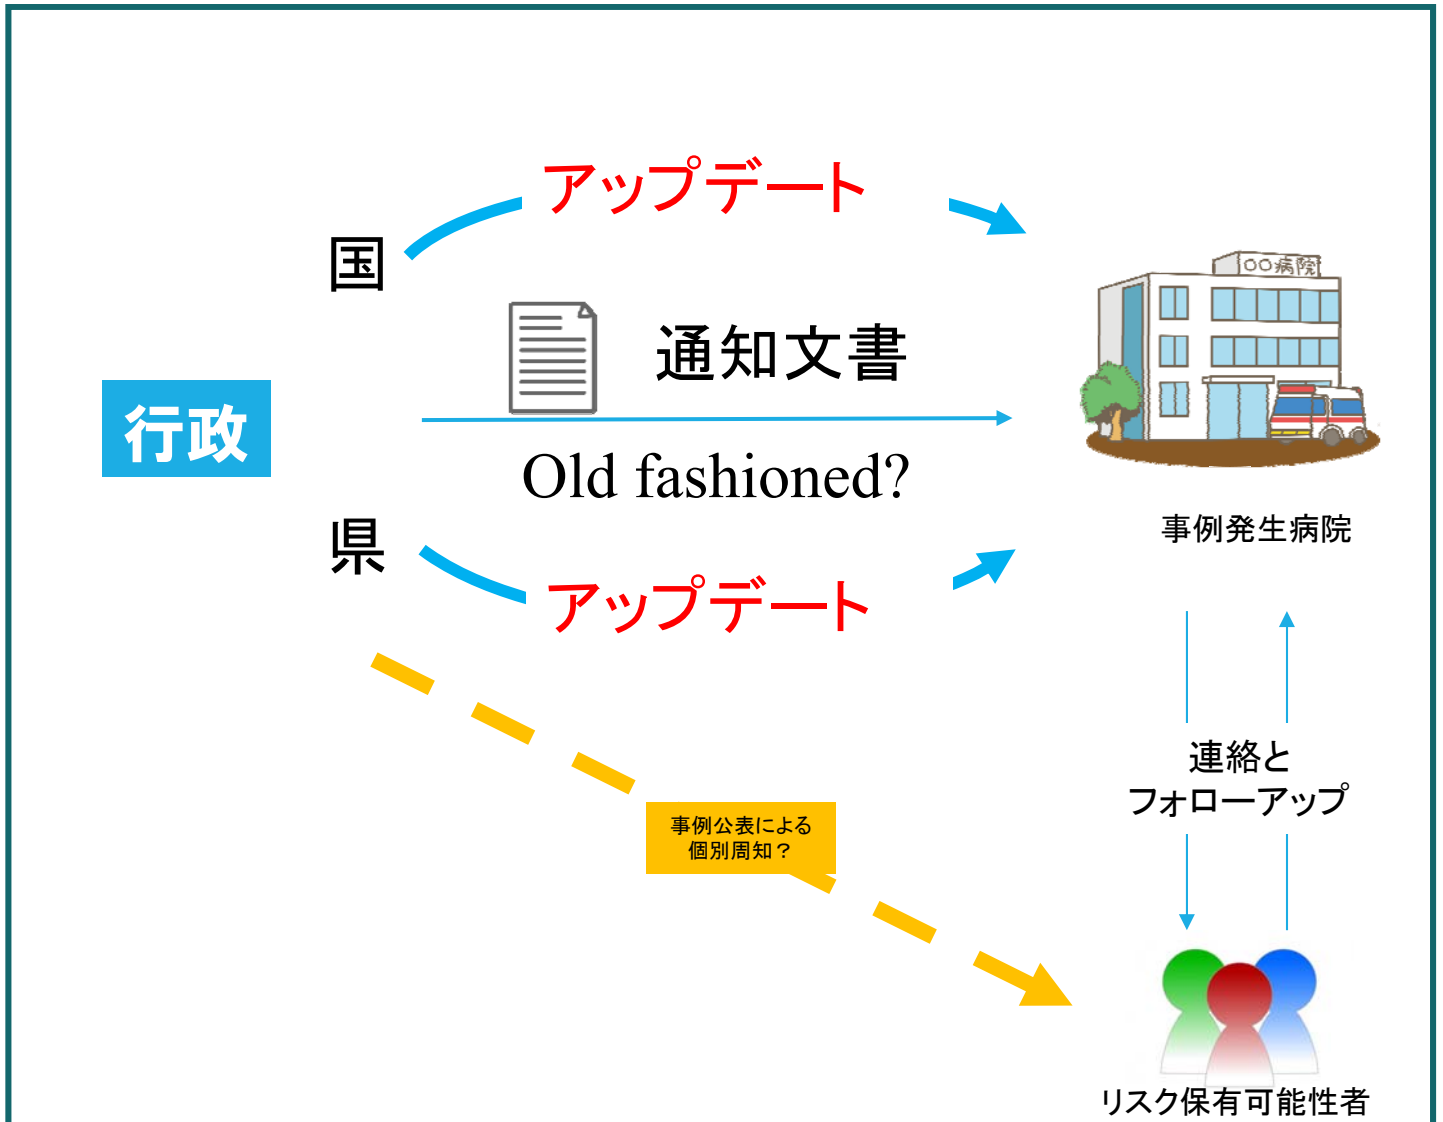 アップデート
国
〇〇病院
通知文書
行政
Old fashioned?
県
事例発生病院
アップデート
連絡と
フォローアップ
事例公表による
個別周知？
リスク保有可能性者